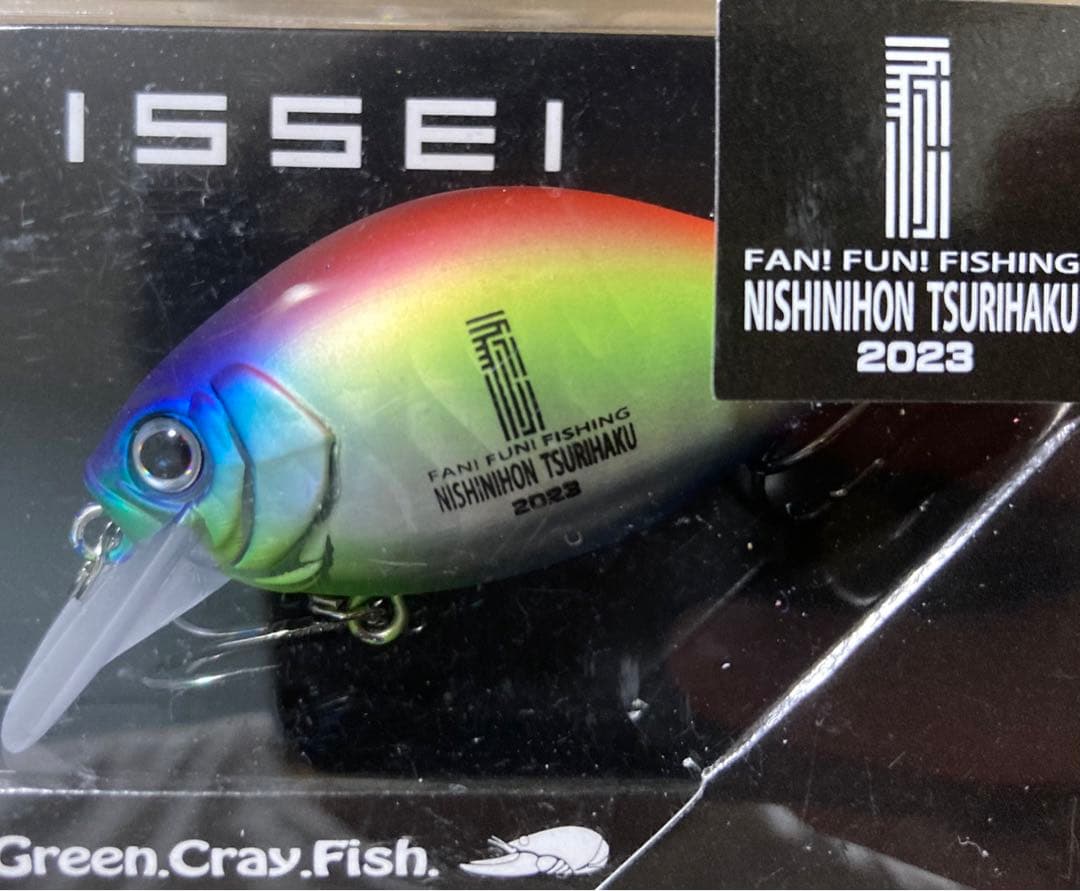 ISSEI
FAN! FUN! FISHING
NISHINIHON TSURIHAKU
2023
FAN! FUN! FISHING
NISHINIHON TSURIHAKU
2023
Green.Cray.Fish.